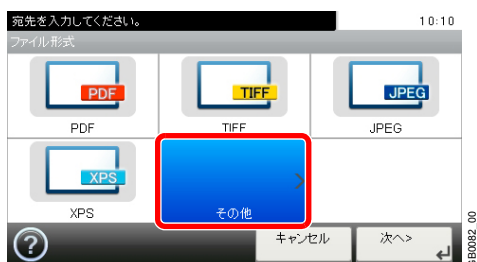 宛先を入力してください。 10:10
ファイル形式
PDF TIFF JPEG
PDF TIFF JPEG
XPS
XPS その他
? キャンセル 次へ>